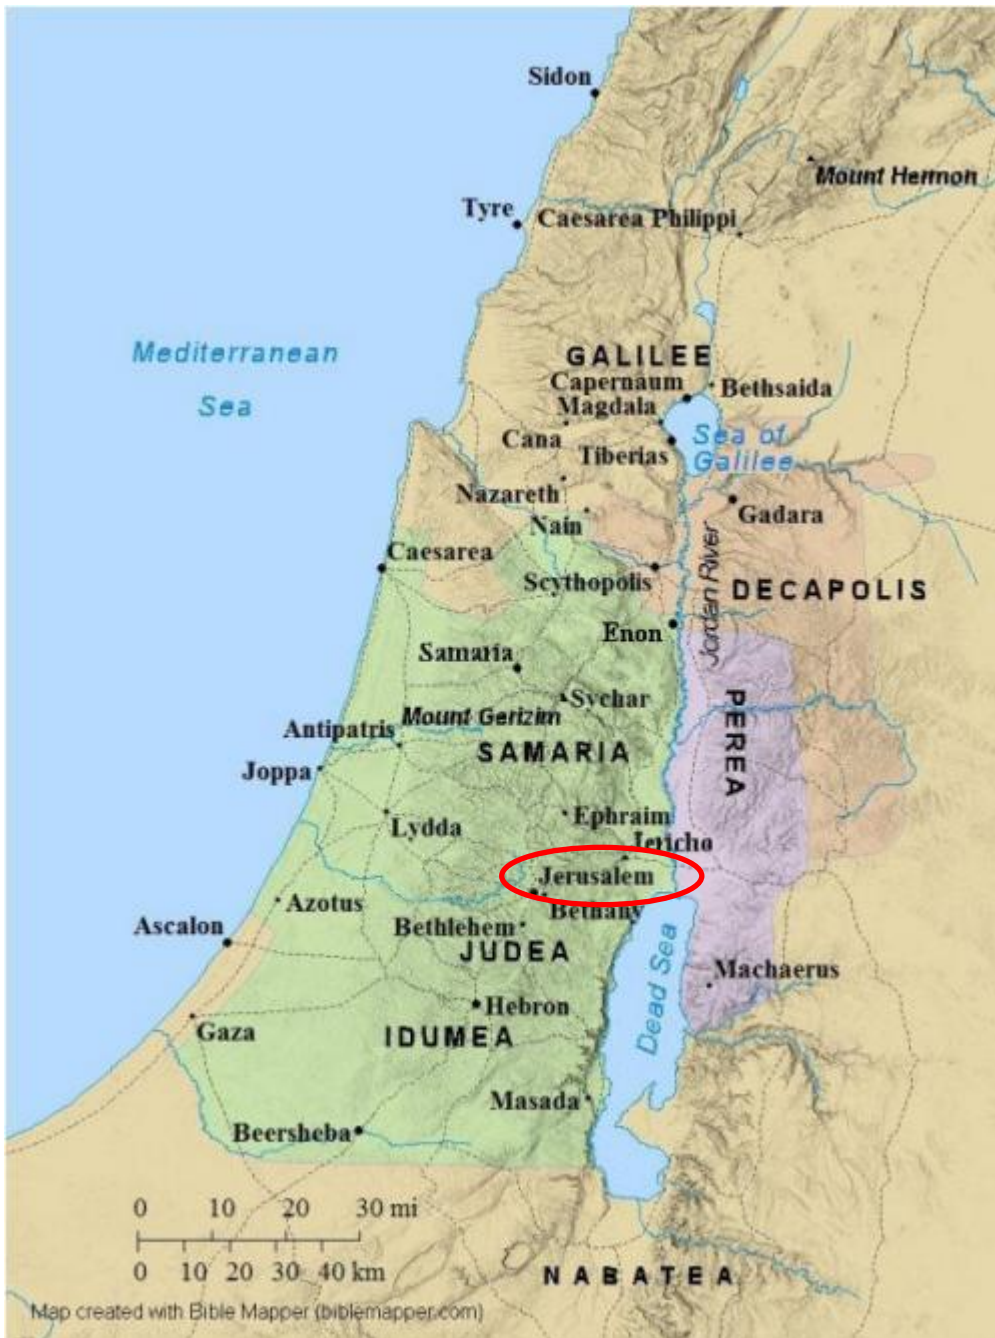 Sidon
Mount Hermon
Tyre
Caesarea Philippi
Mediterranean
Sea
GALILEE
Capernaum
Bethsaida
Magdala
Cana
Sea of
Galilee
Tiberias
Nazareth
Nain
Gadara
Caesarea
Scythopolis
Jordan River
DECAPOLIS
Enon
Samaria
Sychar
PEREA
Mount Gerizim
Antipatris
SAMARIA
Joppa
Lydda
Ephraim
Jericho
Jerusalem
Azotus
Bethany
Ascalon
Bethlehem
JUDEA
Dead Sea
Machaerus
Hebron
Gaza
IDUMEA
Masada
Beersheba
0 10 20 30 mi
0 10 20 30 40 km
NABATEA
Map created with Bible Mapper (biblemapper.com)